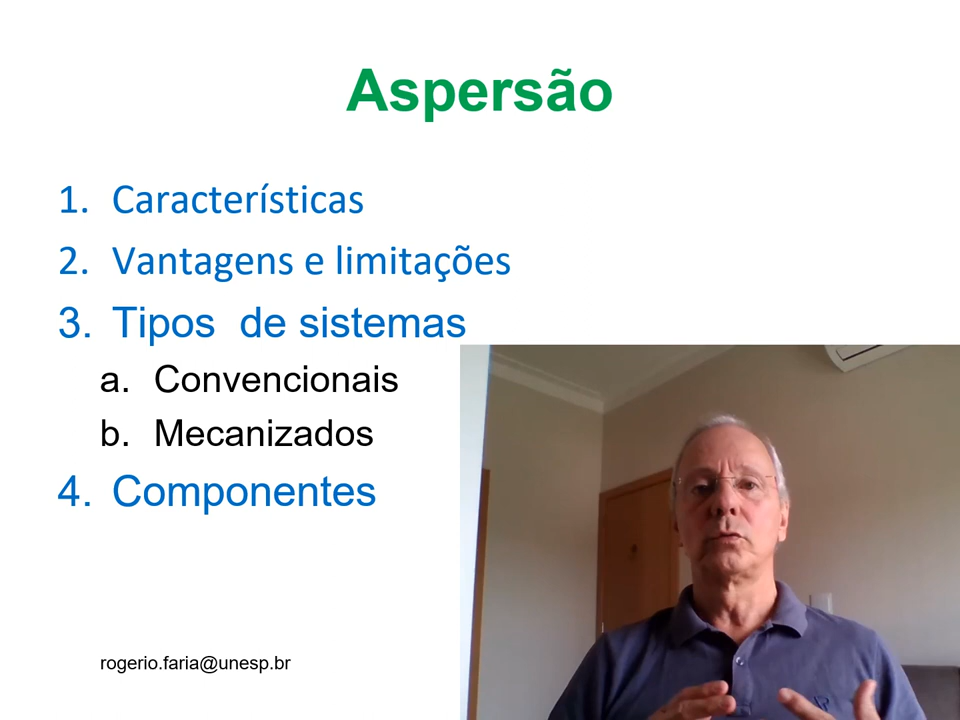 Aspersão
1. Características
2. Vantagens e limitações
3. Tipos de sistemas
a. Convencionais
b. Mecanizados
4. Componentes
rogerio.faria@unesp.br